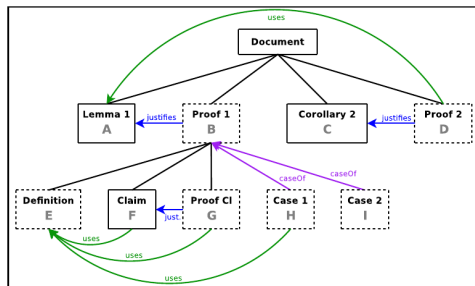 uses
Document
Lemma 1
A
justifies
Proof 1
B
Corollary 2
C
justifies
Proof 2
D
caseOf
caseOf
Definition
E
Claim
F
just.
Proof Cl
G
Case 1
H
Case 2
I
uses
uses
uses